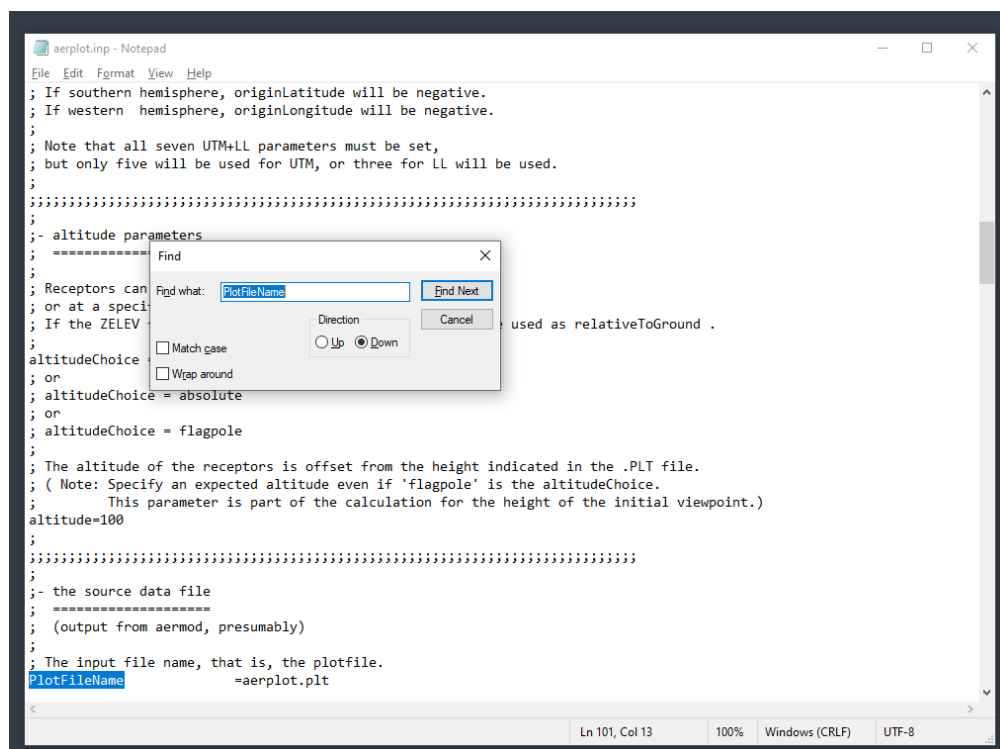 aerplot.inp - Notepad
File Edit Format View Help
; If southern hemisphere, originLatitude will be negative.
; If western  hemisphere, originLongitude will be negative.
;
; Note that all seven UTM+LL parameters must be set,
; but only five will be used for UTM, or three for LL will be used.
;
;;;;;;;;;;;;;;;;;;;;;;;;;;;;;;;;;;;;;;;;;;;;;;;;;;;;;;;;;;;;;;;;;;;;;;;;;;;;;
;
;- altitude parameters
; ============
;
; Receptors can
; or at a speci
; If the ZELEV
e used as relativeToGround .
;
altitudeChoice
; or
; altitudeChoice = absolute
; or
; altitudeChoice = flagpole
;
; The altitude of the receptors is offset from the height indicated in the .PLT file.
; ( Note: Specify an expected altitude even if 'flagpole' is the altitudeChoice.
;         This parameter is part of the calculation for the height of the initial viewpoint.)
altitude=100
;
;;;;;;;;;;;;;;;;;;;;;;;;;;;;;;;;;;;;;;;;;;;;;;;;;;;;;;;;;;;;;;;;;;;;;;;;;;;;;
;
;- the source data file
;  ====================
;  (output from aermod, presumably)
;
; The input file name, that is, the plotfile.
PlotFileName              =aerplot.plt
Find
Find what: PlotFileName Find Next
Direction Cancel
Up Down
Match case
Wrap around
Ln 101, Col 13 100% Windows (CRLF) UTF-8